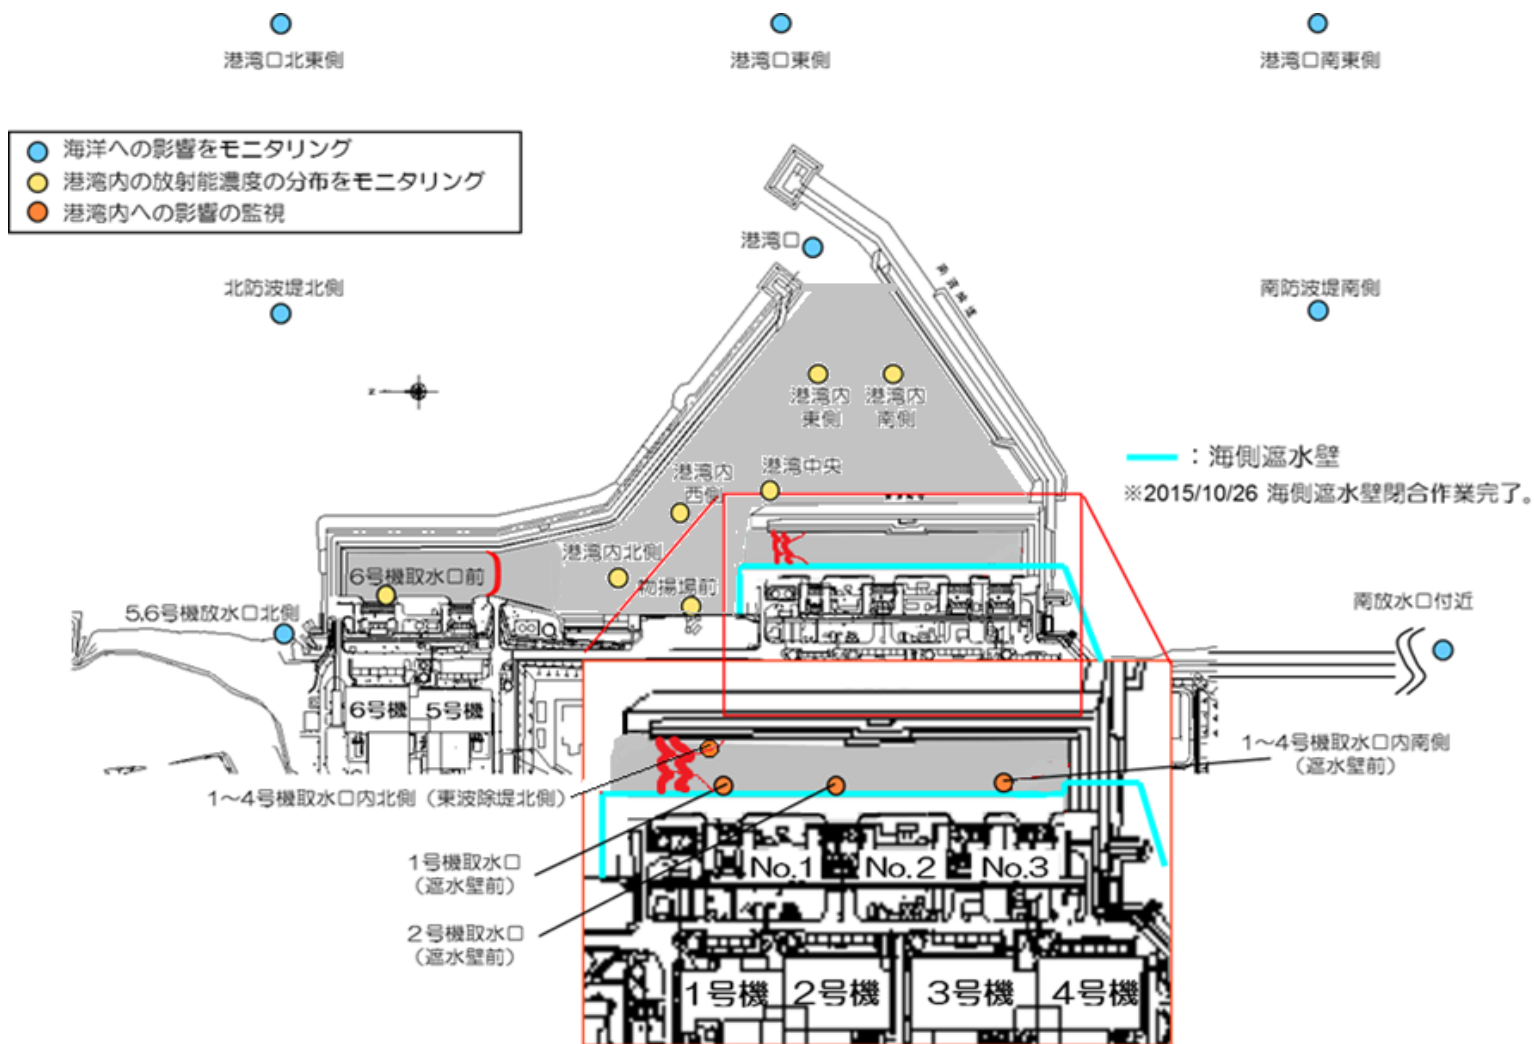 港湾口北東側
港湾口東側
港湾口南東側
海洋への影響をモニタリング
港湾内の放射能濃度の分布をモニタリング
港湾内への影響の監視
港湾口
北防波堤北側
南防波堤南側
N
港湾内
東側
港湾内
南側
港湾内
西側
港湾中央
：海側遮水壁
※2015/10/26 海側遮水壁閉合作業完了。
港湾内北側
6号機取水口前
物揚場前
5,6号機放水口北側
南放水口付近
6号機
5号機
1～4号機取水口内南側
（遮水壁前）
1～4号機取水口内北側（東波除堤北側）
1号機取水口
（遮水壁前）
No.1
No.2
No.3
2号機取水口
（遮水壁前）
1号機
2号機
3号機
4号機